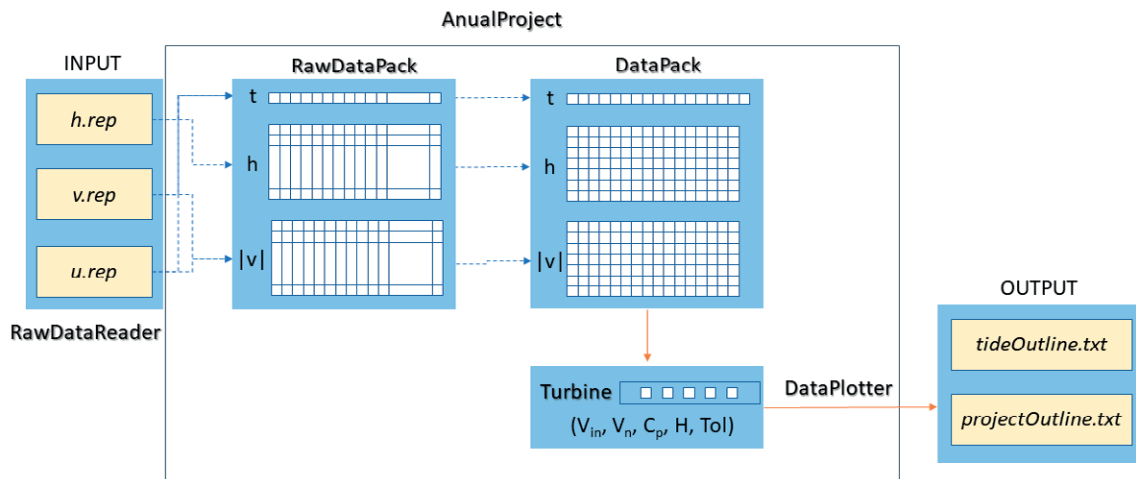 AnualProject
INPUT
h.rep
v.rep
u.rep
RawDataReader
RawDataPack
t
h
|v|
DataPack
t
h
|v|
Turbine
(Vin, Vn, Cp, H, Tol)
DataPlotter
OUTPUT
tideOutline.txt
projectOutline.txt